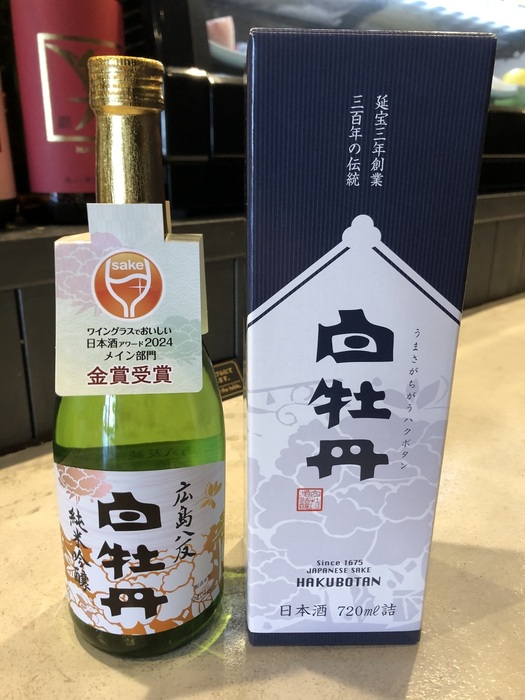 sake
ワイングラスでおいしい
日本酒アワード2024
メイン部門
金賞受賞
広島八反
白牡丹
純米吟醸
延宝三年創業
三百年の伝統
白牡丹
うまさがちがうハクボタン
Since 1675
JAPANESE SAKE
HAKUBOTAN
日本酒 720ml詰